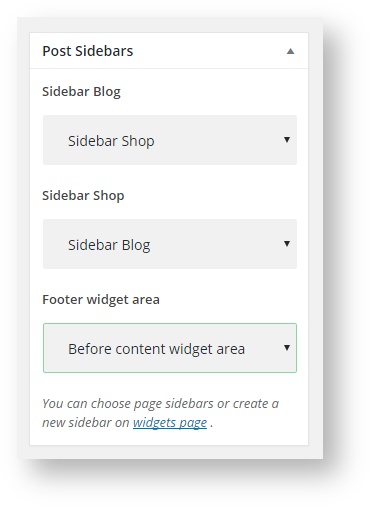 Post Sidebars
Sidebar Blog
Sidebar Shop
Sidebar Shop
Sidebar Blog
Footer widget area
Before content widget area
You can choose page sidebars or create a
new sidebar on widgets page .